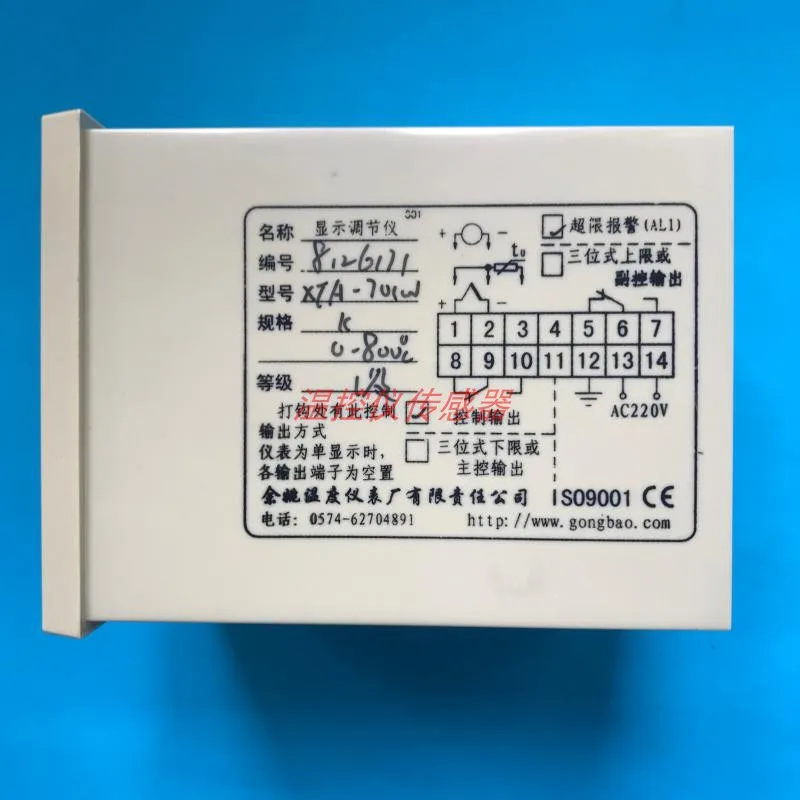 001
名称 显示调节仪
编号 8126171
型号 XTA-701W
规格 K
0-800℃
等级
打钩处有此控制
输出方式
仪表为单显示时，
各输出端子为空置
+ - 
t₀
+ -
超限报警(AL1)
三位式上限或
副控输出
1 2 3 4 5 6 7
8 9 10 11 12 13 14
AC220V
控制输出
三位式下限或
主控输出
温控仪传感器
余姚温度仪表厂有限责任公司 ISO9001 CE
电话: 0574-62704891 http://www.gongbao.com